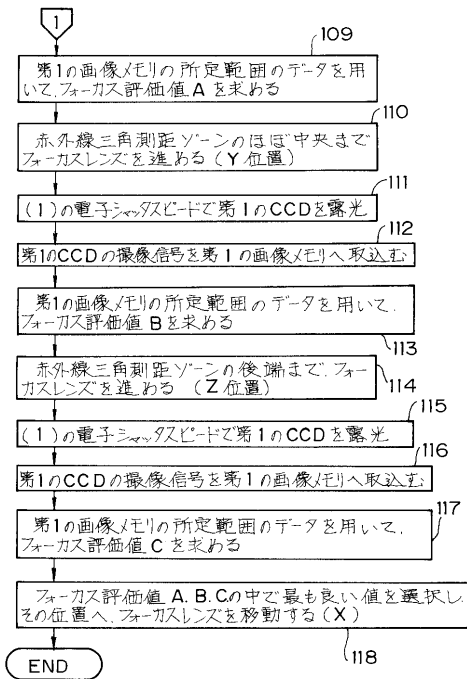 1
109
第1の画像メモリの所定範囲のデータを用
いて、フォーカス評価値Aを求める
110
赤外線三角測距ゾーンのほぼ中央まで
フォーカスレンズを進める(Y位置)
111
(1)の電子シャッタスピードで第1のCCDを露光
112
第1のCCDの撮像信号を第1の画像メモリへ取込む
第1の画像メモリの所定範囲のデータを用いて、
フォーカス評価値Bを求める
113
赤外線三角測距ゾーンの後端まで、フォー
カスレンズを進める (Z位置)
114
115
(1)の電子シャッタスピードで第1のCCDを露光
116
第1のCCDの撮像信号を第1の画像メモリへ取込む
117
第1の画像メモリの所定範囲のデータを用いて、
フォーカス評価値Cを求める
フォーカス評価値A.B.Cの中で最も良い値を選択し、
その位置へ、フォーカスレンズを移動する(X)
118
END